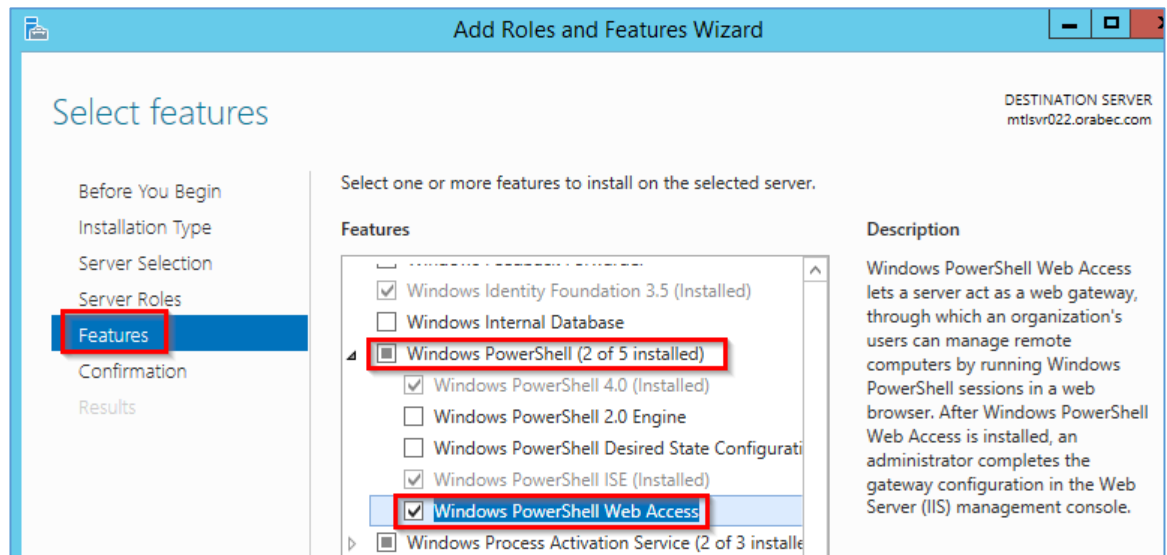 Add Roles and Features Wizard
Select features
DESTINATION SERVER
mtlsvr022.orabec.com
Before You Begin
Installation Type
Server Selection
Server Roles
Features
Confirmation
Results
Select one or more features to install on the selected server.
Features
Windows Identity Foundation 3.5 (Installed)
Windows Internal Database
Windows PowerShell (2 of 5 installed)
Windows PowerShell 4.0 (Installed)
Windows PowerShell 2.0 Engine
Windows PowerShell Desired State Configurati
Windows PowerShell ISE (Installed)
Windows PowerShell Web Access
Windows Process Activation Service (2 of 3 installe
Description
Windows PowerShell Web Access
lets a server act as a web gateway,
through which an organization's
users can manage remote
computers by running Windows
PowerShell sessions in a web
browser. After Windows PowerShell
Web Access is installed, an
administrator completes the
gateway configuration in the Web
Server (IIS) management console.